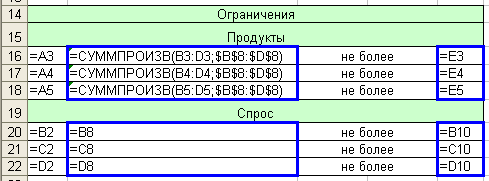 14 Ограничения
15 Продукты
16 =A3 =СУММПРОИЗВ(B3:D3;$B$8:$D$8) не более =E3
17 =A4 =СУММПРОИЗВ(B4:D4;$B$8:$D$8) не более =E4
18 =A5 =СУММПРОИЗВ(B5:D5;$B$8:$D$8) не более =E5
19 Спрос
20 =B2 =B8 не более =B10
21 =C2 =C8 не более =C10
22 =D2 =D8 не более =D10